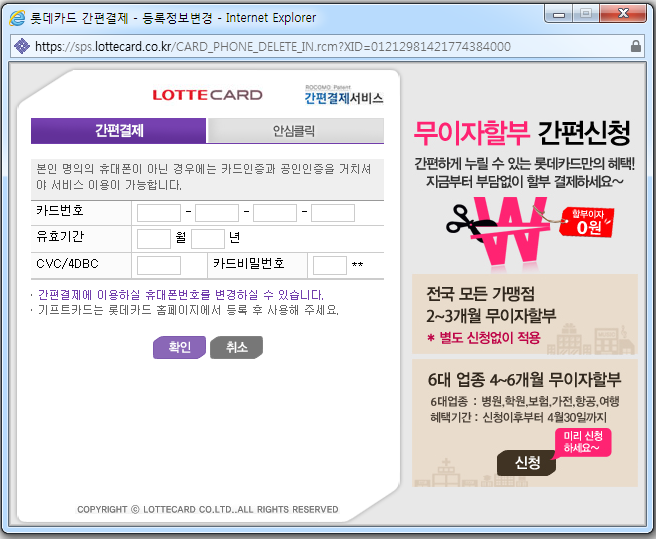 롯데카드 간편결제 - 등록정보변경 - Internet Explorer
https://sps.lottecard.co.kr/CARD_PHONE_DELETE_IN.rcm?XID=01212981421774384000
LOTTE CARD
ROCOMO Patent
간편결제서비스
간편결제
안심클릭
본인 명의의 휴대폰이 아닌 경우에는 카드인증과 공인인증을 거치셔
야 서비스 이용이 가능합니다.
카드번호 - - -
유효기간 월 년
CVC/4DBC 카드비밀번호 **
· 간편결제에 이용하실 휴대폰번호를 변경하실 수 있습니다.
· 기프트카드는 롯데카드 홈페이지에서 등록 후 사용해 주세요.
확인 취소
COPYRIGHT ⓒ LOTTECARD CO.LTD.,ALL RIGHTS RESERVED
무이자할부 간편신청
간편하게 누릴 수 있는 롯데카드만의 혜택!
지금부터 부담없이 할부 결제하세요~
₩
할부이자
0원
전국 모든 가맹점
2~3개월 무이자할부
* 별도 신청없이 적용
6대 업종 4~6개월 무이자할부
6대업종 : 병원,학원,보험,가전,항공,여행
혜택기간 : 신청이후부터 4월30일까지
미리 신청
하세요~
신청